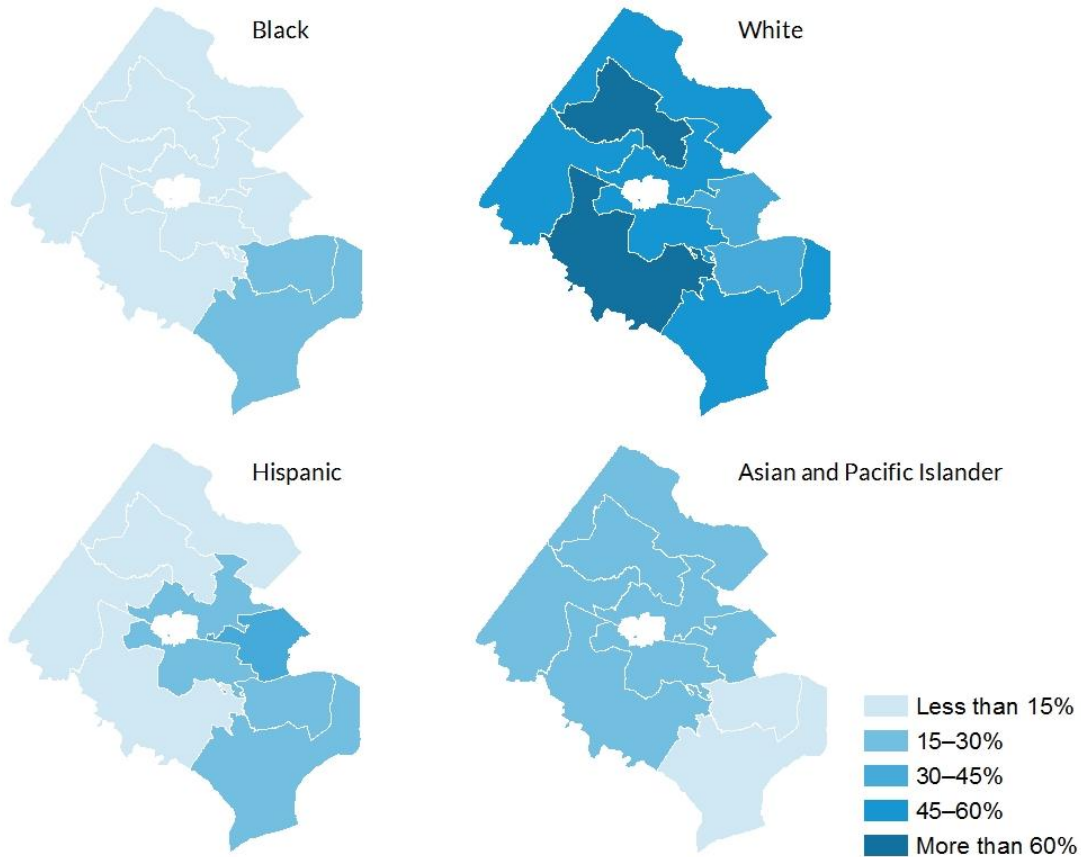 Black
White
Hispanic
Asian and Pacific Islander
Less than 15%
15–30%
30–45%
45–60%
More than 60%